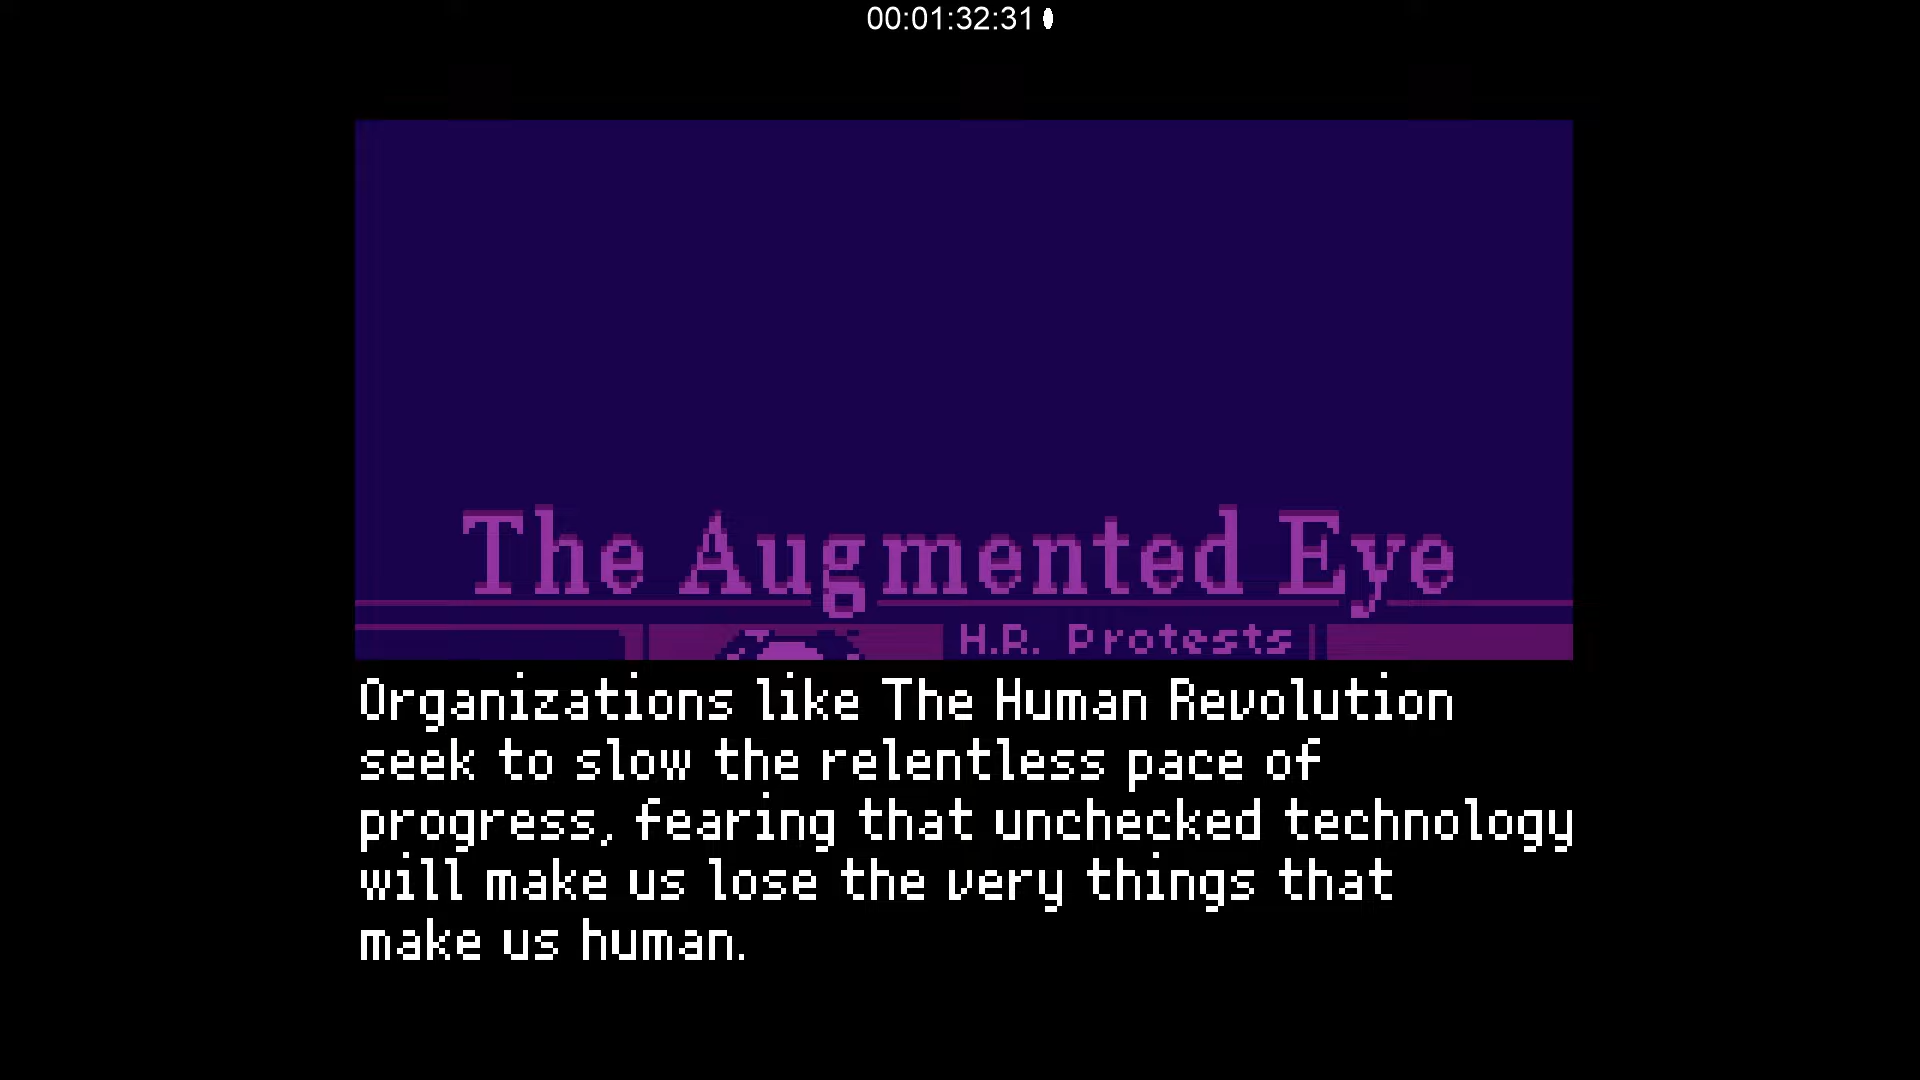 00:01:32:31
The Augmented Eye
H.R. Protests
Organizations like The Human Revolution
seek to slow the relentless pace of
progress, fearing that unchecked technology
will make us lose the very things that
make us human.